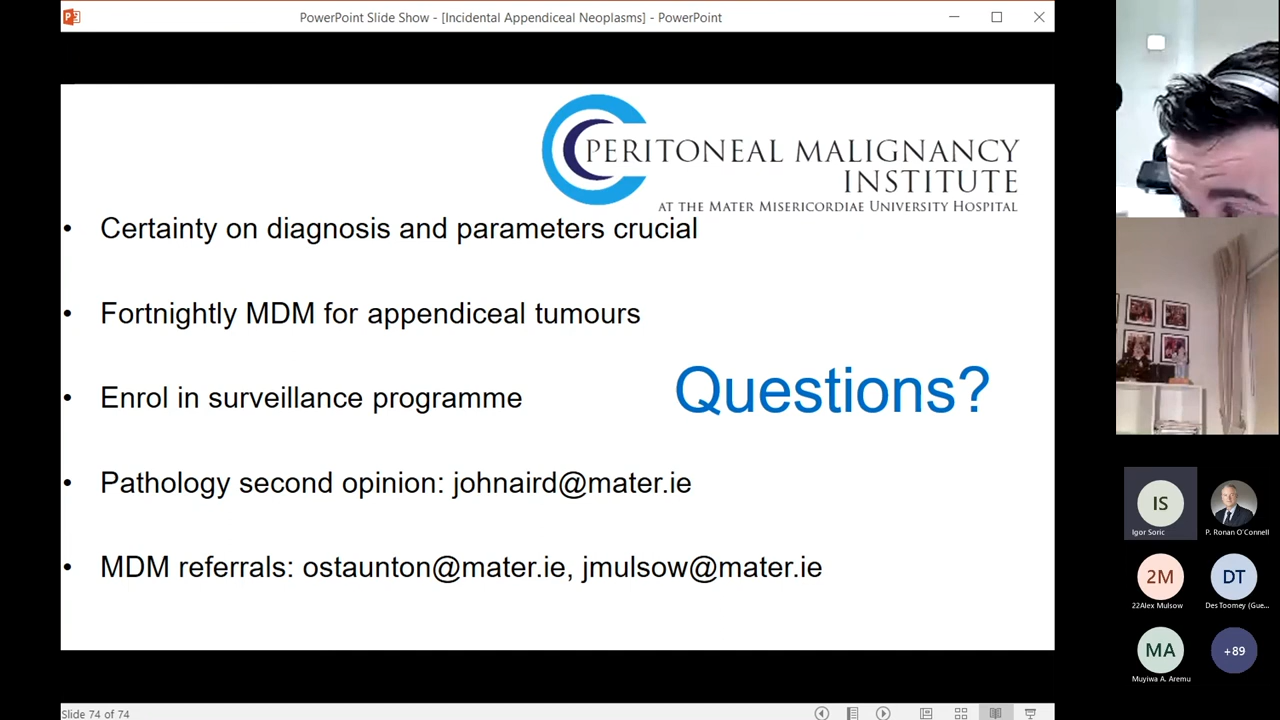 PowerPoint Slide Show - [Incidental Appendiceal Neoplasms] - PowerPoint
PERITONEAL MALIGNANCY
INSTITUTE
AT THE MATER MISERICORDIAE UNIVERSITY HOSPITAL
• Certainty on diagnosis and parameters crucial
• Fortnightly MDM for appendiceal tumours
Questions?
• Enrol in surveillance programme
• Pathology second opinion: johnaird@mater.ie
• MDM referrals: ostaunton@mater.ie, jmulsow@mater.ie
Slide 74 of 74
IS
Igor Soric
P. Ronan O'Connell
2M
22Alex Mulsow
DT
Des Toomey (Gue...
MA
Muyiwa A. Aremu
+89